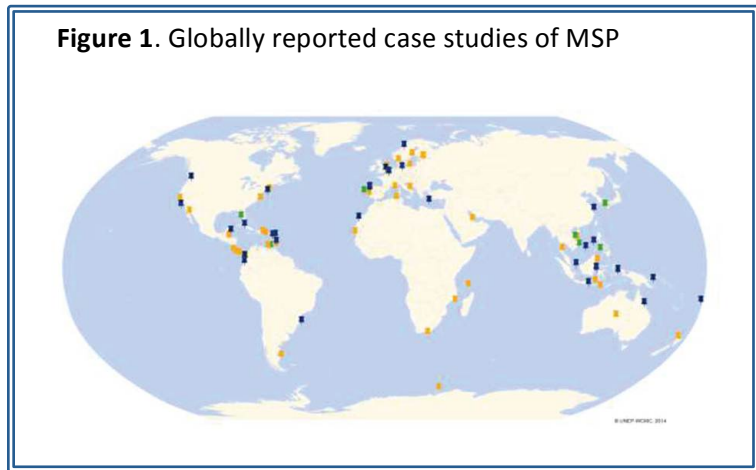 Figure 1. Globally reported case studies of MSP
© UNEP-WCMC, 2014